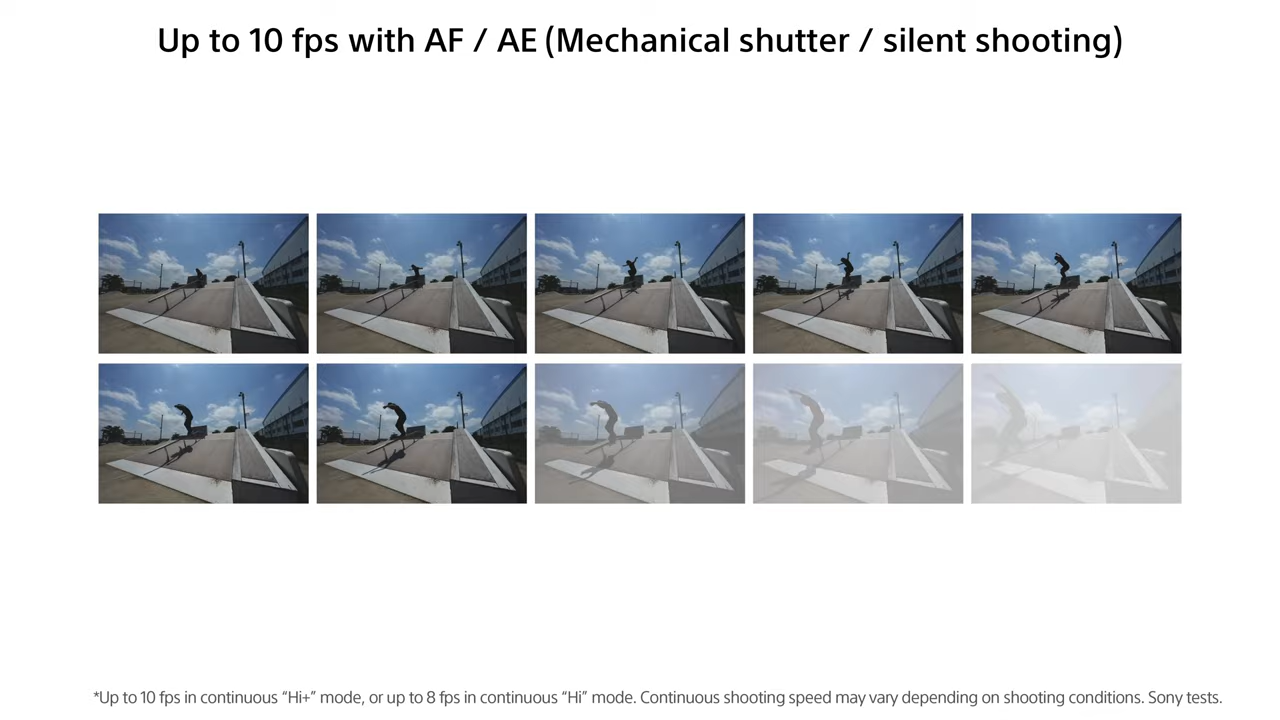 Up to 10 fps with AF / AE (Mechanical shutter / silent shooting)
*Up to 10 fps in continuous “Hi+” mode, or up to 8 fps in continuous “Hi” mode. Continuous shooting speed may vary depending on shooting conditions. Sony tests.